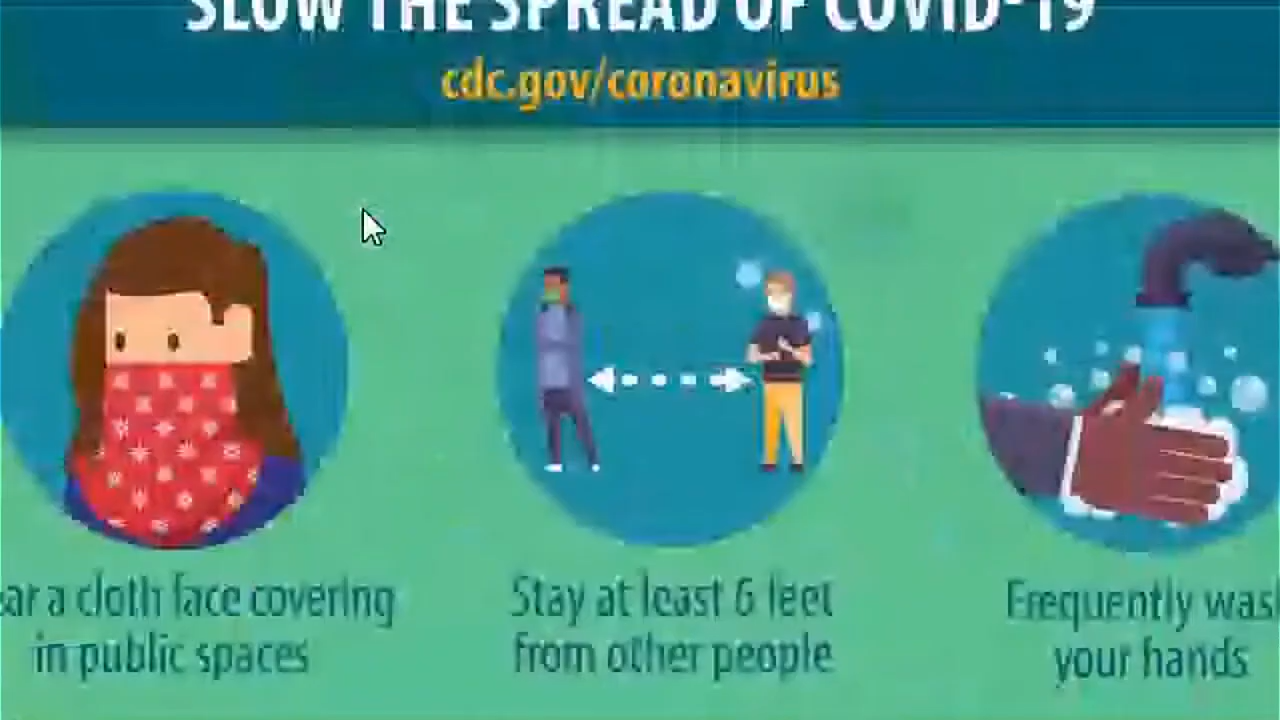 SLOW THE SPREAD OF COVID-19
cdc.gov/coronavirus
ar a cloth face covering
in public spaces
Stay at least 6 feet
from other people
Frequently was
your hands